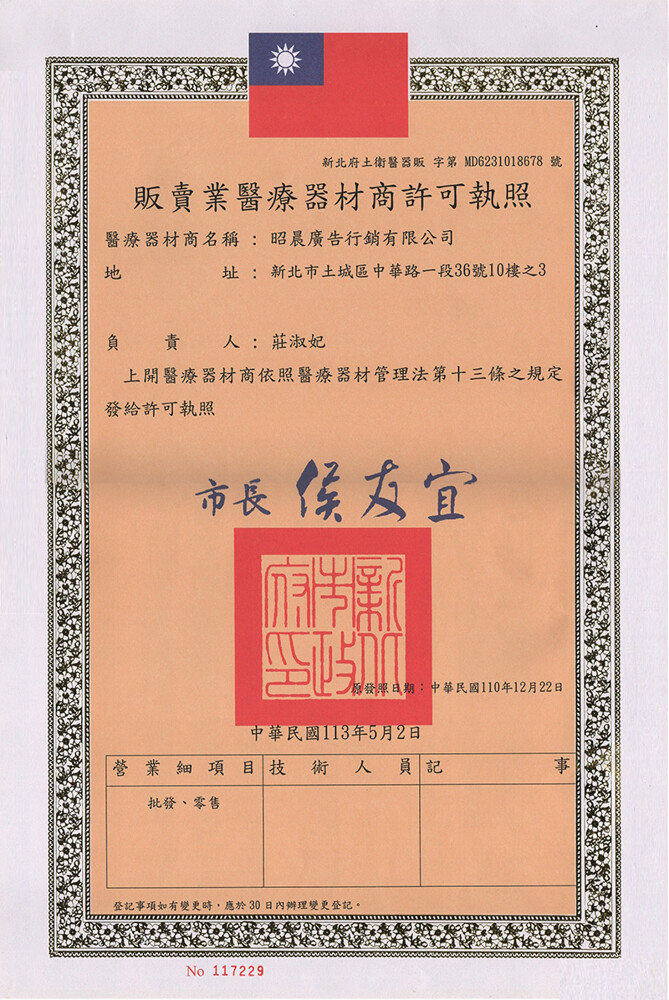 新北府土衛醫器販 字第 MD6231018678 號
販賣業醫療器材商許可執照
醫療器材商名稱：昭晨廣告行銷有限公司
地址：新北市土城區中華路一段36號10樓之3
負責人：莊淑妃
上開醫療器材商依照醫療器材管理法第十三條之規定
發給許可執照
市長 侯友宜
新北市政府印
原發照日期：中華民國110年12月22日
中華民國113年5月2日
營業細項目 技術人員 記事
批發、零售
登記事項如有變更時，應於30日內辦理變更登記。
No 117229